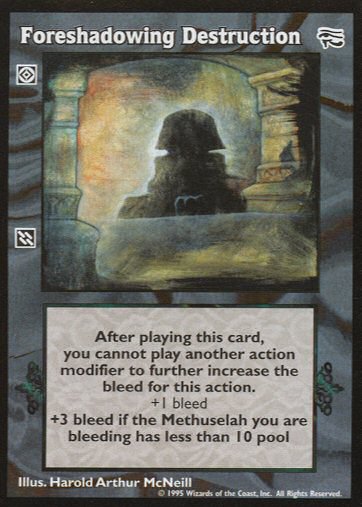 Foreshadowing Destruction
After playing this card,
you cannot play another action
modifier to further increase the
bleed for this action.
+1 bleed
+3 bleed if the Methuselah you are
bleeding has less than 10 pool
Illus. Harold Arthur McNeill
© 1995 Wizards of the Coast, Inc. All Rights Reserved.